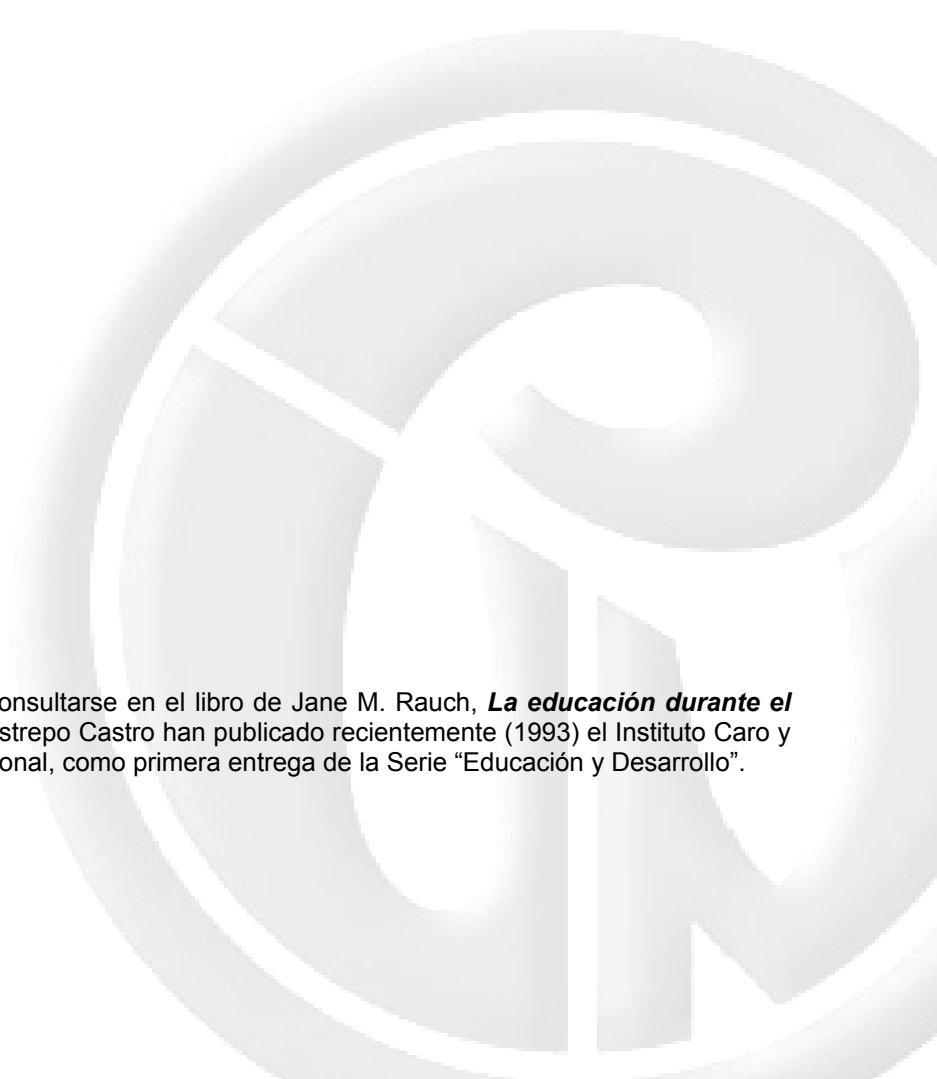 onsultarse en el libro de Jane M. Rauch, La educación durante el
strepo Castro han publicado recientemente (1993) el Instituto Caro y
onal, como primera entrega de la Serie “Educación y Desarrollo”.